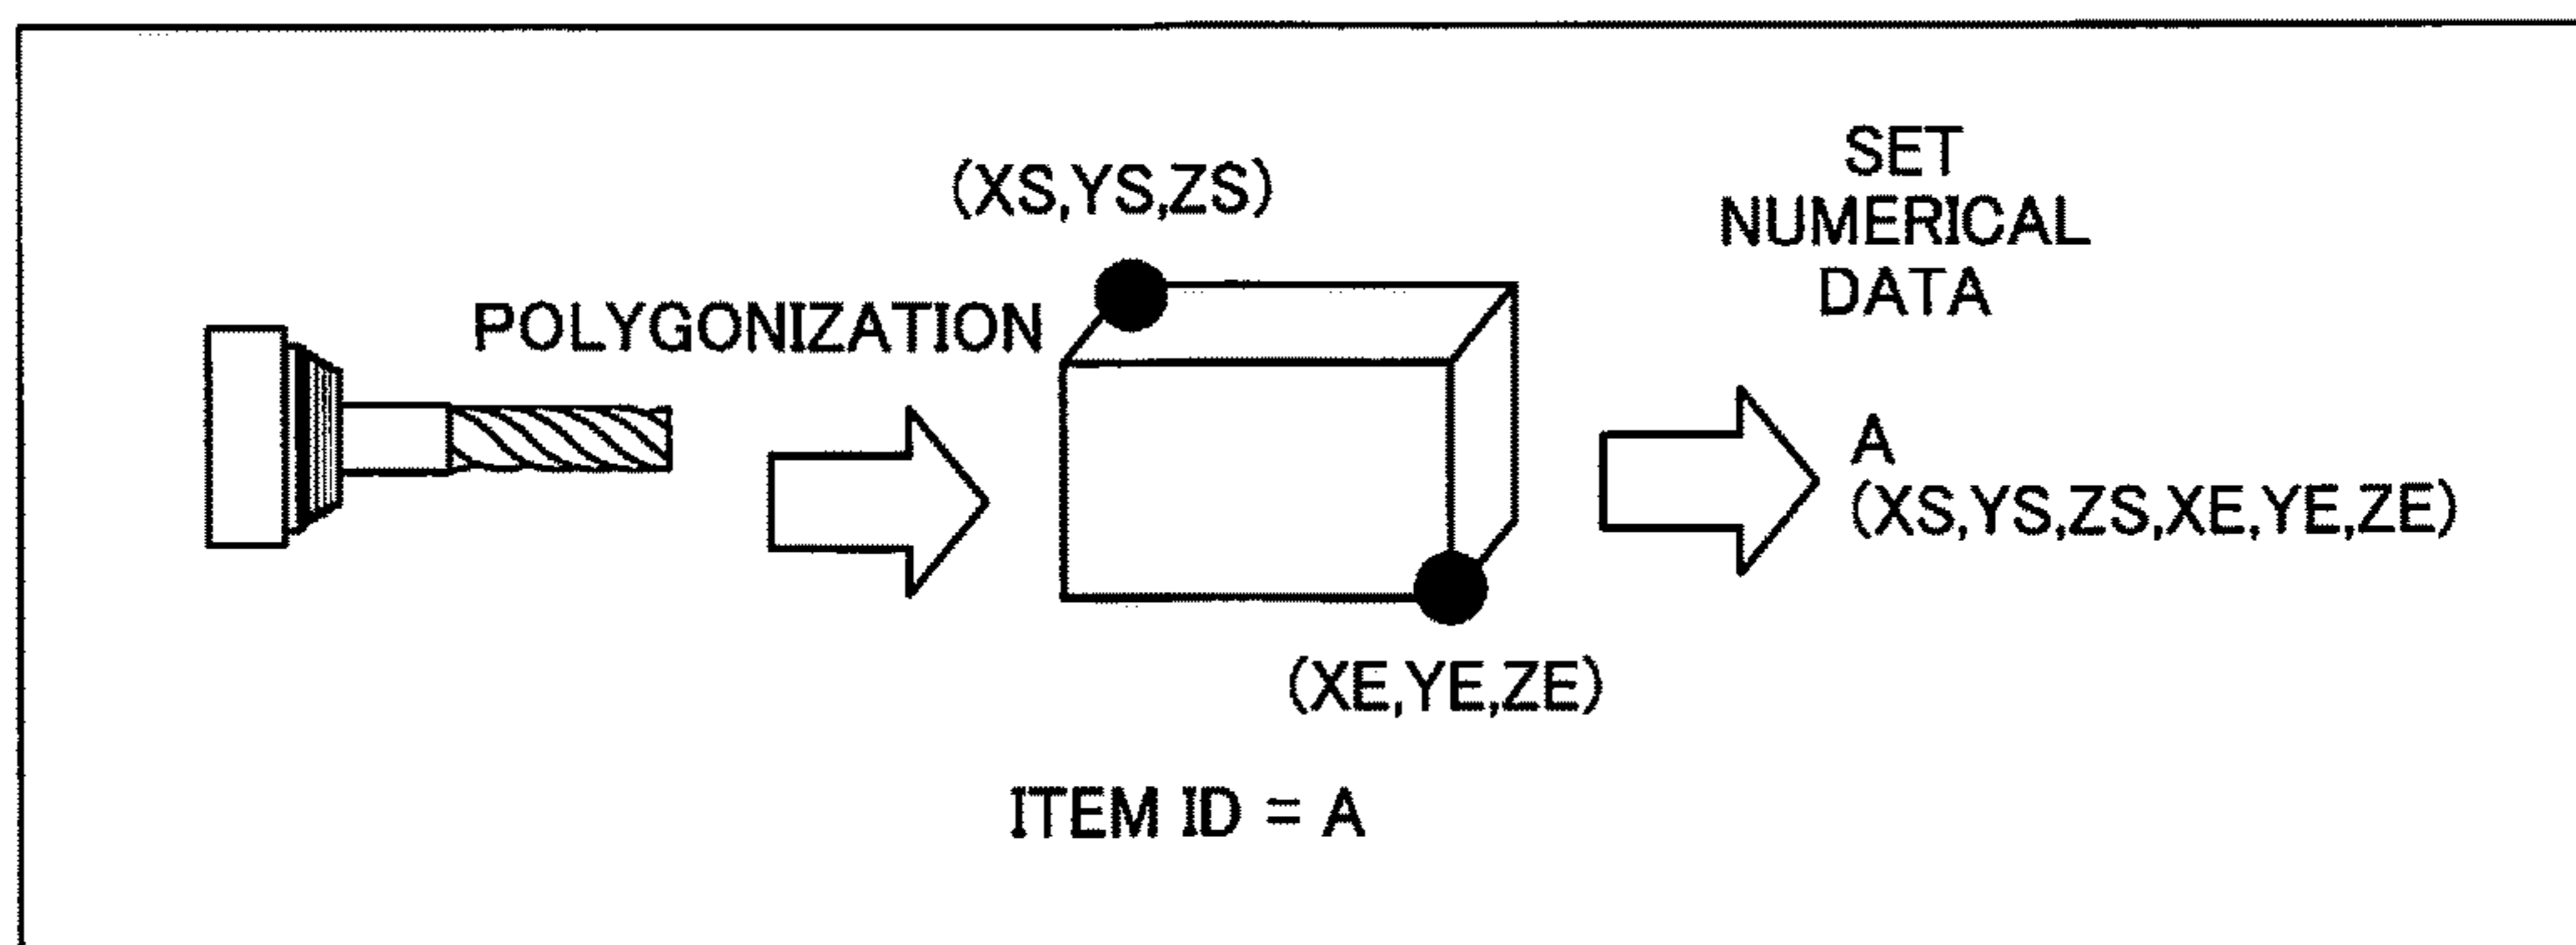 POLYGONIZATION
(XS,YS,ZS)
(XE,YE,ZE)
ITEM ID = A
SET
NUMERICAL
DATA
A
(XS,YS,ZS,XE,YE,ZE)